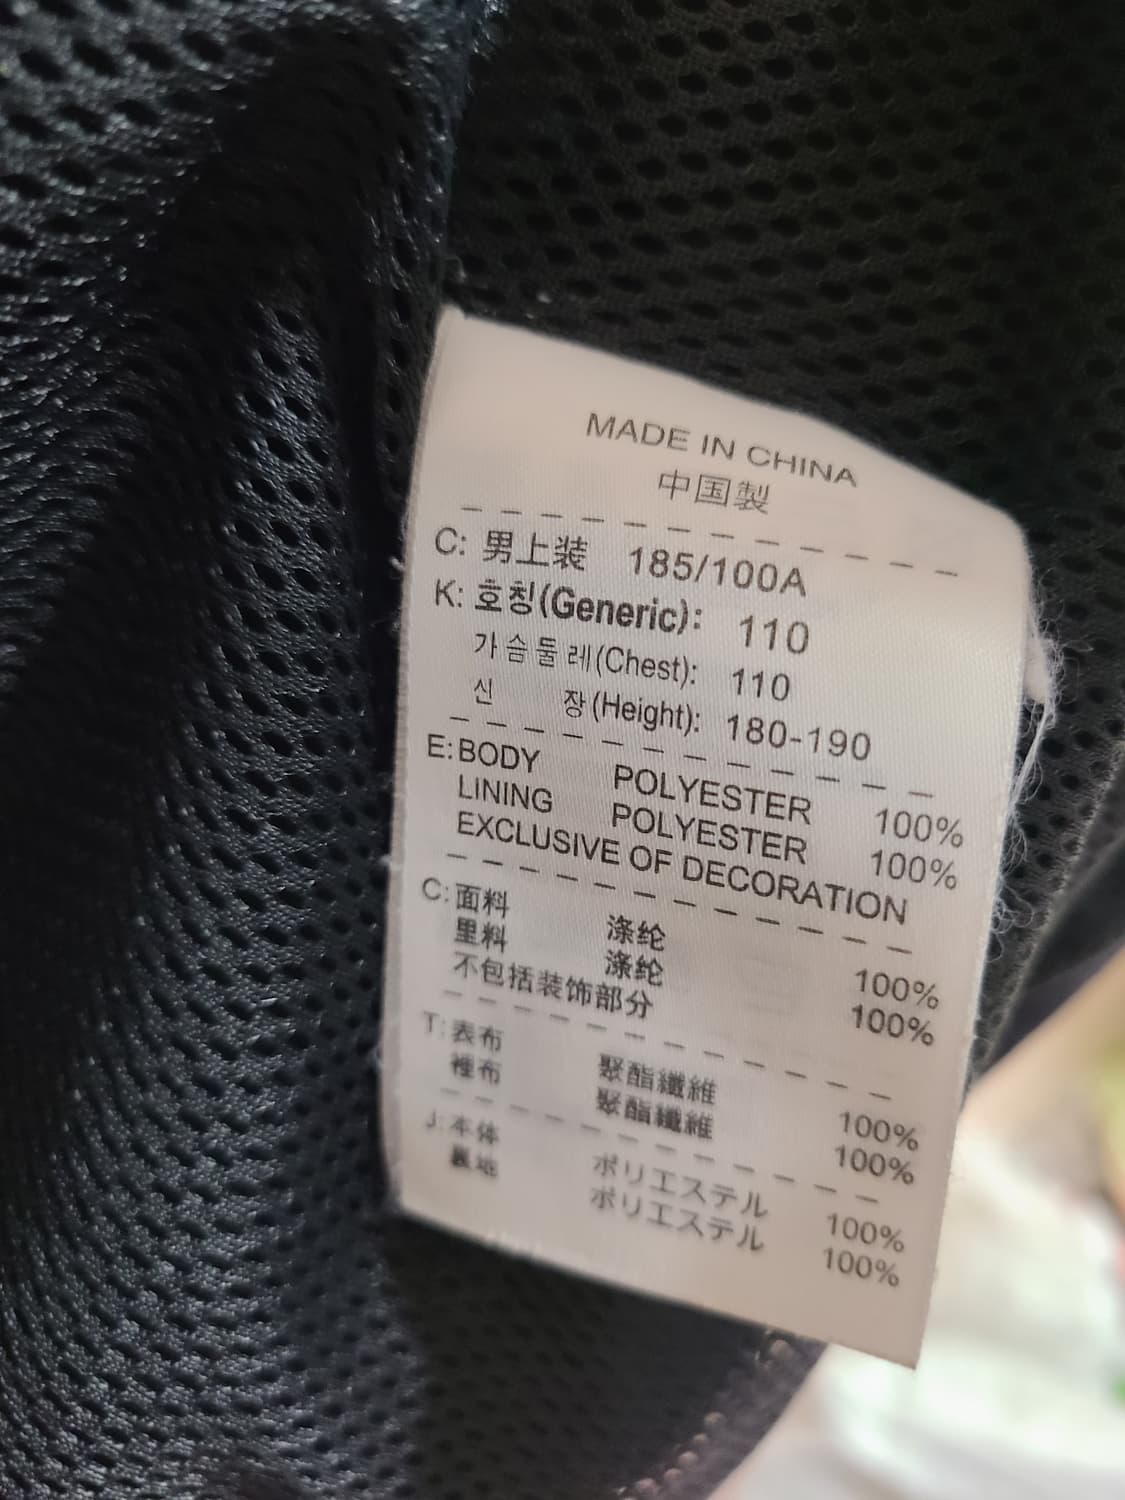 MADE IN CHINA
中国製
C: 男上装 185/100A
K: 호칭(Generic): 110
가슴둘레(Chest): 110
신 장(Height): 180-190
E: BODY POLYESTER 100%
LINING POLYESTER 100%
EXCLUSIVE OF DECORATION
C: 面料 涤纶 100%
里料 涤纶 100%
不包括装饰部分
T: 表布 聚酯纖維 100%
裡布 聚酯纖維 100%
J: 本体 ポリエステル 100%
裏地 ポリエステル 100%